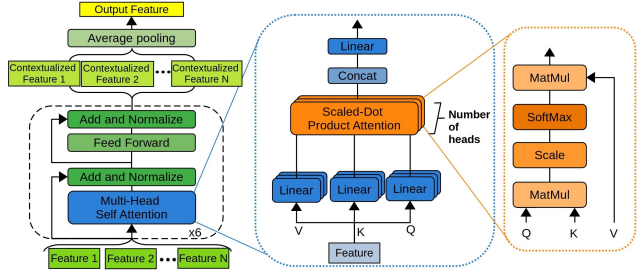 Output Feature
Average pooling
Contextualized
Feature 1
Contextualized
Feature 2
Contextualized
Feature N
Add and Normalize
Feed Forward
Add and Normalize
Multi-Head
Self Attention
x6
Feature 1
Feature 2
Feature N
Linear
Concat
Scaled-Dot
Product Attention
Number
of
heads
Linear
Linear
Linear
V
K
Q
Feature
MatMul
SoftMax
Scale
MatMul
Q
K
V